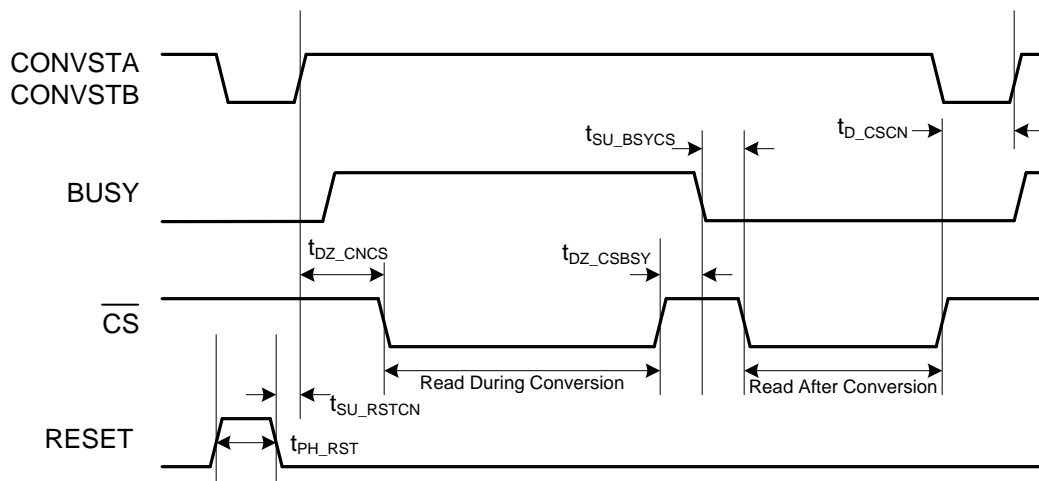 CONVSTA
CONVSTB
t_SU_BSYCS
t_D_CSCN
BUSY
t_DZ_CNCS
t_DZ_CSBSY
CS
Read During Conversion
Read After Conversion
t_SU_RSTCN
RESET
t_PH_RST